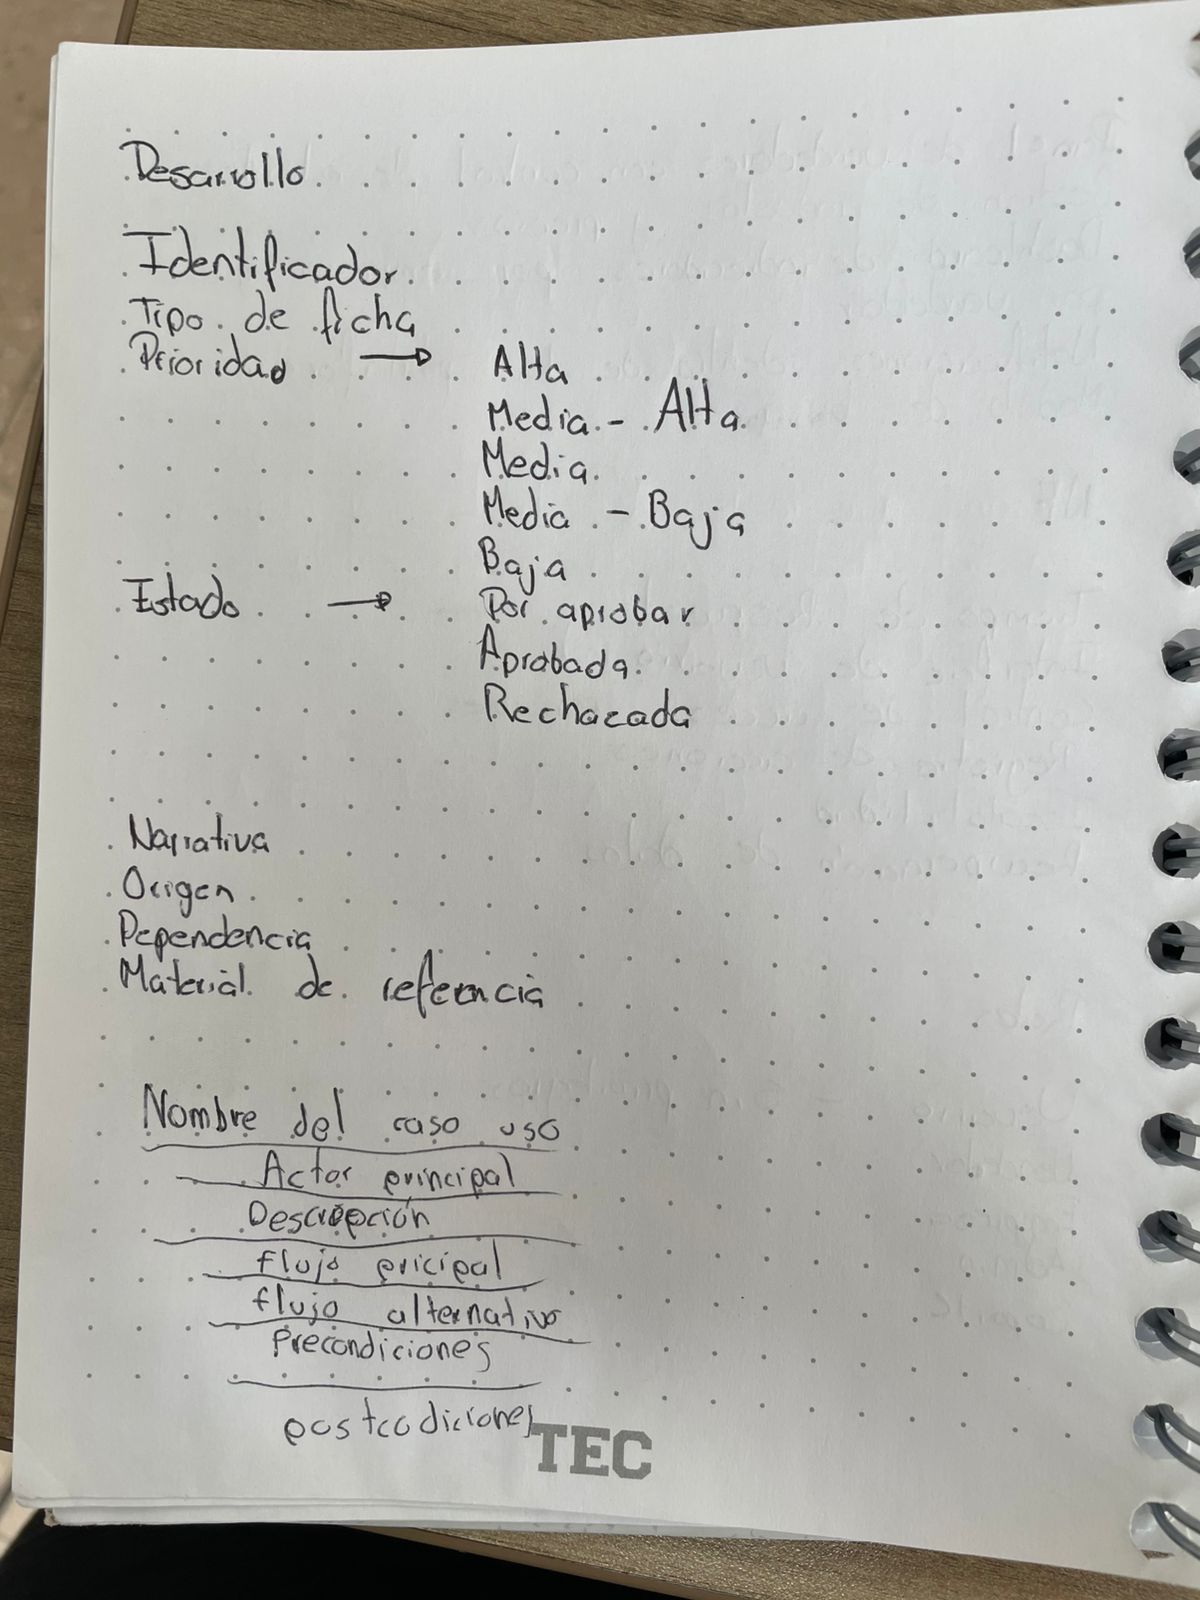 Desarrollo
Identificador
Tipo de ficha
Prioridad → Alta
Media - Alta
Media
Media - Baja
Baja
Estado → Por aprobar
Aprobada
Rechazada
Narrativa
Origen
Dependencia
Material de referencia
Nombre del caso uso
Actor principal
Descripción
flujo pricipal
flujo alternativo
Precondiciones
postcodiciones
TEC